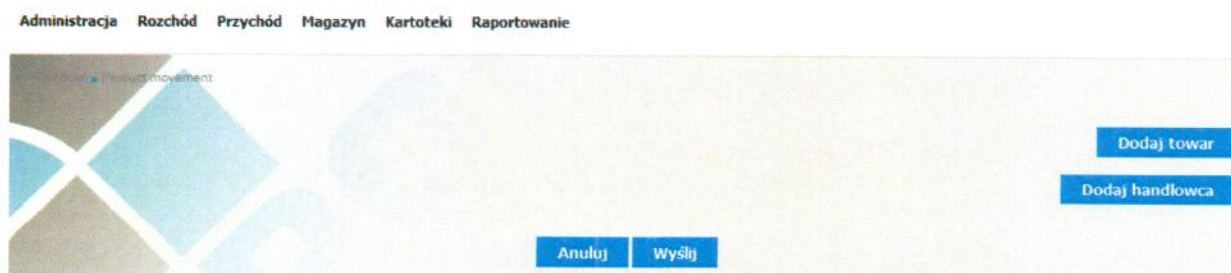 Administracja Rozchód Przychód Magazyn Kartoteki Raportowanie
Product movement
Dodaj towar
Dodaj handlowca
Anuluj Wyślij